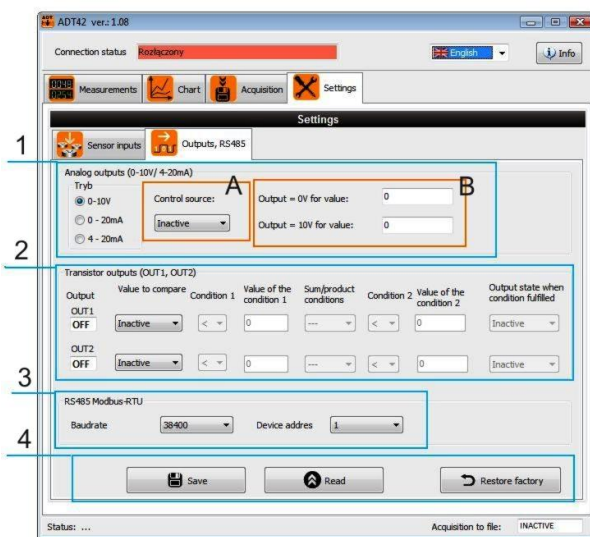 ADT42 ver.: 1.08
Connection status Rozłączony English Info
Measurements Chart Acquisition Settings
Settings
Sensor inputs Outputs, RS485
1
Analog outputs (0-10V/ 4-20mA)
A
B
Tryb
0-10V
0 - 20mA
4 - 20mA
Control source:
Inactive
Output = 0V for value: 0
Output = 10V for value: 0
2
Transistor outputs (OUT1, OUT2)
Output Value to compare Condition 1 Value of the condition 1 Sum/product conditions Condition 2 Value of the condition 2 Output state when condition fulfilled
OUT1
OFF Inactive < 0 --- < 0 Inactive
OUT2
OFF Inactive < 0 --- < 0 Inactive
3
RS485 Modbus-RTU
Baudrate 38400 Device addres 1
4
Save Read Restore factory
Status: ... Acquisition to file: INACTIVE